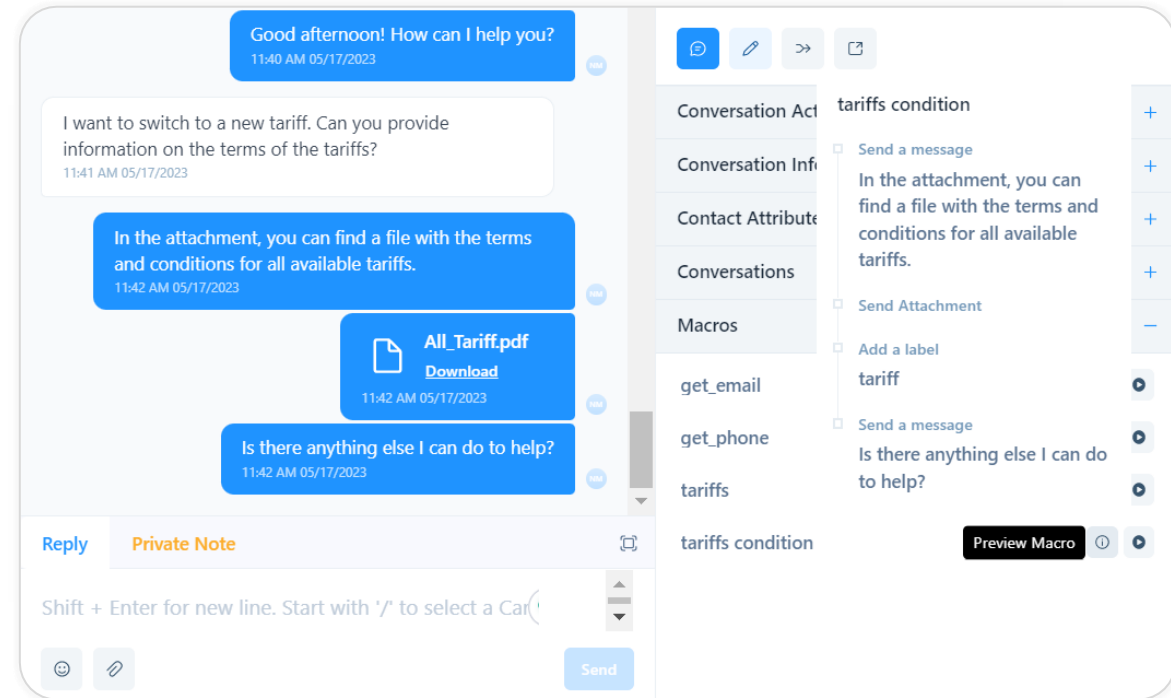 Good afternoon! How can I help you?
11:40 AM 05/17/2023
NM
I want to switch to a new tariff. Can you provide
information on the terms of the tariffs?
11:41 AM 05/17/2023
In the attachment, you can find a file with the terms
and conditions for all available tariffs.
11:42 AM 05/17/2023
NM
All_Tariff.pdf
Download
11:42 AM 05/17/2023
NM
Is there anything else I can do to help?
11:42 AM 05/17/2023
NM
Reply
Private Note
Shift + Enter for new line. Start with '/' to select a Can
Send
Conversation Act
Conversation Info
Contact Attribute
Conversations
Macros
get_email
get_phone
tariffs
tariffs condition
Preview Macro
tariffs condition
Send a message
In the attachment, you can
find a file with the terms and
conditions for all available
tariffs.
Send Attachment
Add a label
tariff
Send a message
Is there anything else I can do
to help?